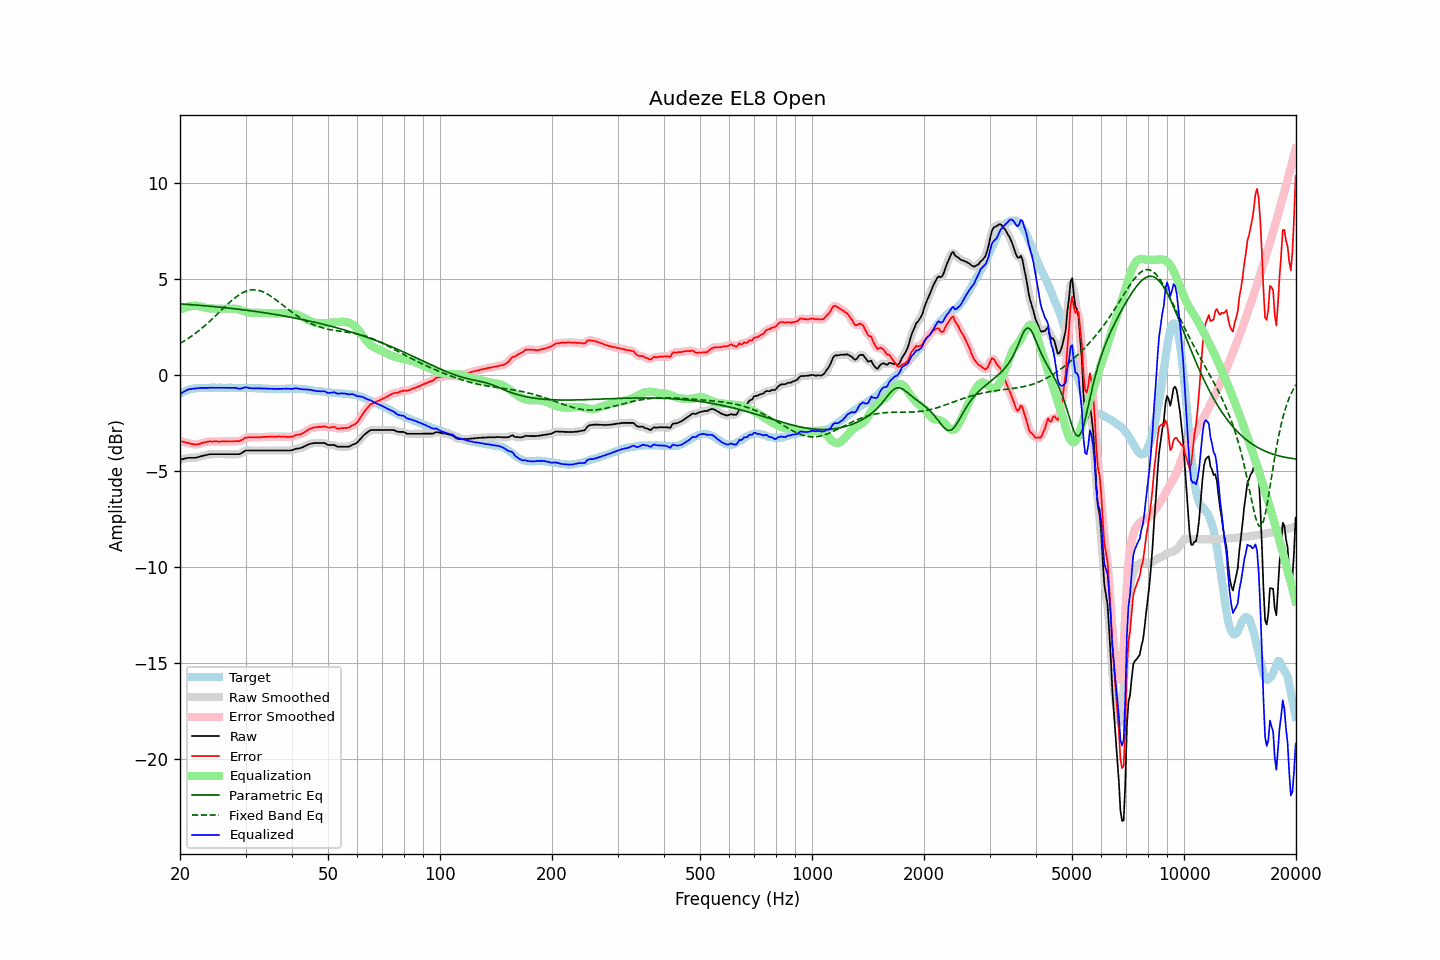 Audeze EL8 Open
Amplitude (dBr)
10
5
0
−5
−10
−15
−20
Target
Raw Smoothed
Error Smoothed
Raw
Error
Equalization
Parametric Eq
Fixed Band Eq
Equalized
20 50 100 200 500 1000 2000 5000 10000 20000
Frequency (Hz)